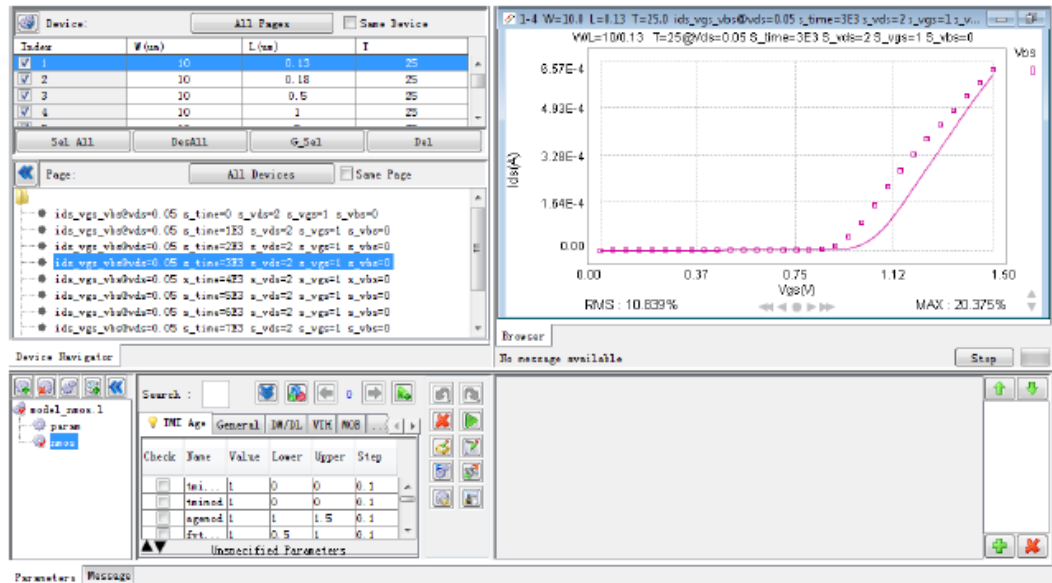 Device:
All Pages
Same Device
Index W(um) L(um) T
1 10 0.13 25
2 10 0.18 25
3 10 0.5 25
4 10 1 25
Sel All DesAll G_Sel Del
Page:
All Devices
Same Page
ids_vgs_vbs@vds=0.05 s_time=0 s_vds=2 s_vgs=1 s_vbs=0
ids_vgs_vbs@vds=0.05 s_time=1E3 s_vds=2 s_vgs=1 s_vbs=0
ids_vgs_vbs@vds=0.05 s_time=2E3 s_vds=2 s_vgs=1 s_vbs=0
ids_vgs_vbs@vds=0.05 s_time=3E3 s_vds=2 s_vgs=1 s_vbs=0
ids_vgs_vbs@vds=0.05 s_time=4E3 s_vds=2 s_vgs=1 s_vbs=0
ids_vgs_vbs@vds=0.05 s_time=5E3 s_vds=2 s_vgs=1 s_vbs=0
ids_vgs_vbs@vds=0.05 s_time=6E3 s_vds=2 s_vgs=1 s_vbs=0
ids_vgs_vbs@vds=0.05 s_time=7E3 s_vds=2 s_vgs=1 s_vbs=0
Device Navigator
1-4 W=10.0 L=0.13 T=25.0 ids_vgs_vbs@vds=0.05 s_time=3E3 s_vds=2 s_vgs=1 s_v...
W/L=10/0.13 T=25@Vds=0.05 S_time=3E3 S_vds=2 S_vgs=1 S_vbs=0
Vbs
0
6.57E-4
4.93E-4
3.28E-4
1.64E-4
0.00
Ids(A)
0.00 0.37 0.75 1.12 1.50
Vgs(V)
RMS : 10.839%
MAX : 20.375%
Browser
No message available
Stop
model_nmos.l
param
nmos
Search :
0
TMI Age General DW/DL VTH MOB ...
Check Name Value Lower Upper Step
tmi... 1 0 0 0.1
tmimod 1 0 0 0.1
agemod 1 1 1.5 0.1
1 0.5 1 0.1
Unspecified Parameters
Parameters Message